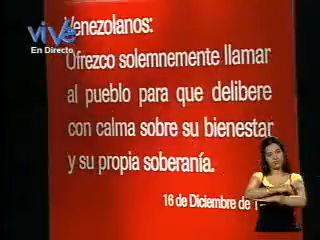 vive
En Directo
Venezolanos:
Ofrezco solemnemente llamar
al pueblo para que delibere
con calma sobre su bienestar
y su propia soberanía.
16 de Diciembre de